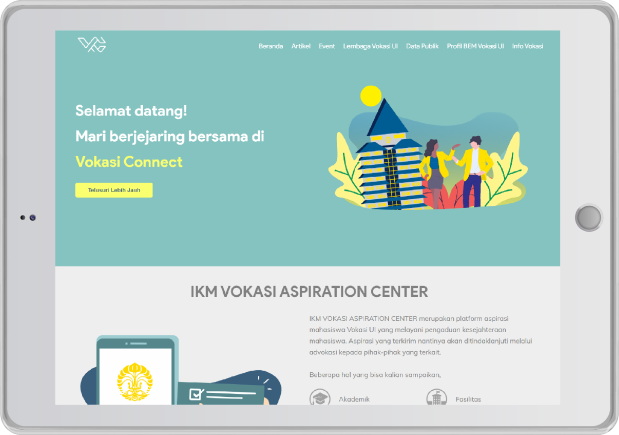 Beranda Artikel Event Lembaga Vokasi UI Data Publik Profil BEM Vokasi UI Info Vokasi
Selamat datang!
Mari berjejaring bersama di
Vokasi Connect
Telusuri Lebih Jauh
IKM VOKASI ASPIRATION CENTER
IKM VOKASI ASPIRATION CENTER merupakan platform aspirasi
mahasiswa Vokasi UI yang melayani pengaduan kesejahteraan
mahasiswa. Aspirasi yang terkirim nantinya akan ditindaklanjuti melalui
advokasi kepada pihak-pihak yang terkait.
Beberapa hal yang bisa kalian sampaikan,
Akademik Fasilitas